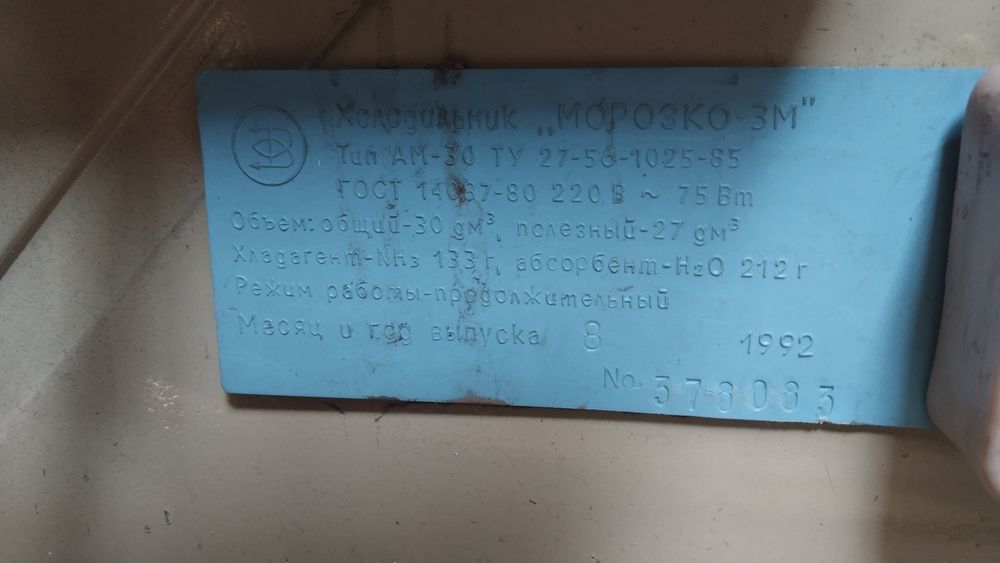 Холодильник „МОРОЗКО-3М"
Тип АМ-30 ТУ 27-56-1025-85
ГОСТ 14087-80 220 В ~ 75 Вт
Объем: общий-30 дм³, полезный-27 дм³
Хладагент-NH₃ 133 г, абсорбент-H₂O 212 г
Режим работы-продолжительный
Месяц и год выпуска 8 1992
No 378083